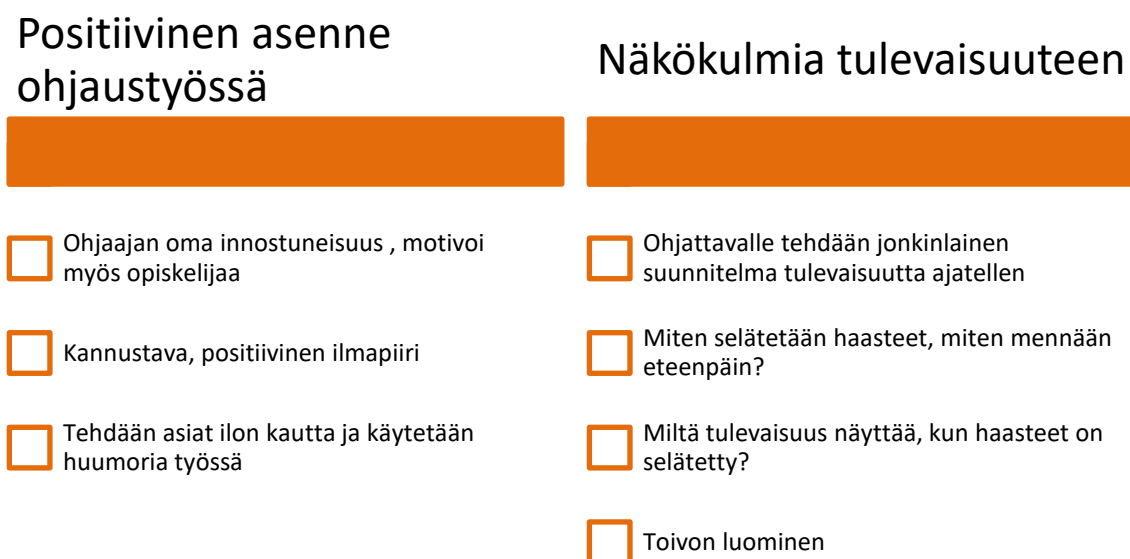 Positiivinen asenne
ohjaustyössä
Ohjaajan oma innostuneisuus , motivoi
myös opiskelijaa
Kannustava, positiivinen ilmapiiri
Tehdään asiat ilon kautta ja käytetään
huumoria työssä
Näkökulmia tulevaisuuteen
Ohjattavalle tehdään jonkinlainen
suunnitelma tulevaisuutta ajatellen
Miten selätetään haasteet, miten mennään
eteenpäin?
Miltä tulevaisuus näyttää, kun haasteet on
selätetty?
Toivon luominen